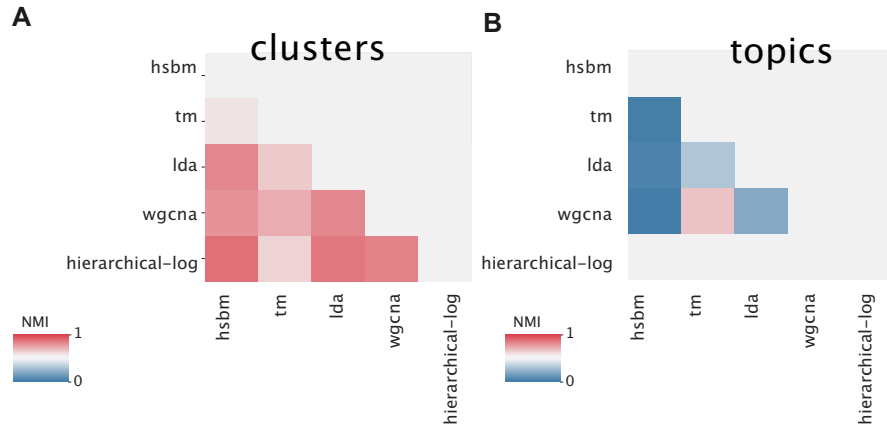 A
clusters
hsbm
tm
lda
wgcna
hierarchical-log
hsbm
tm
lda
wgcna
hierarchical-log
NMI
1
0
B
topics
hsbm
tm
lda
wgcna
hierarchical-log
hsbm
tm
lda
wgcna
hierarchical-log
NMI
1
0